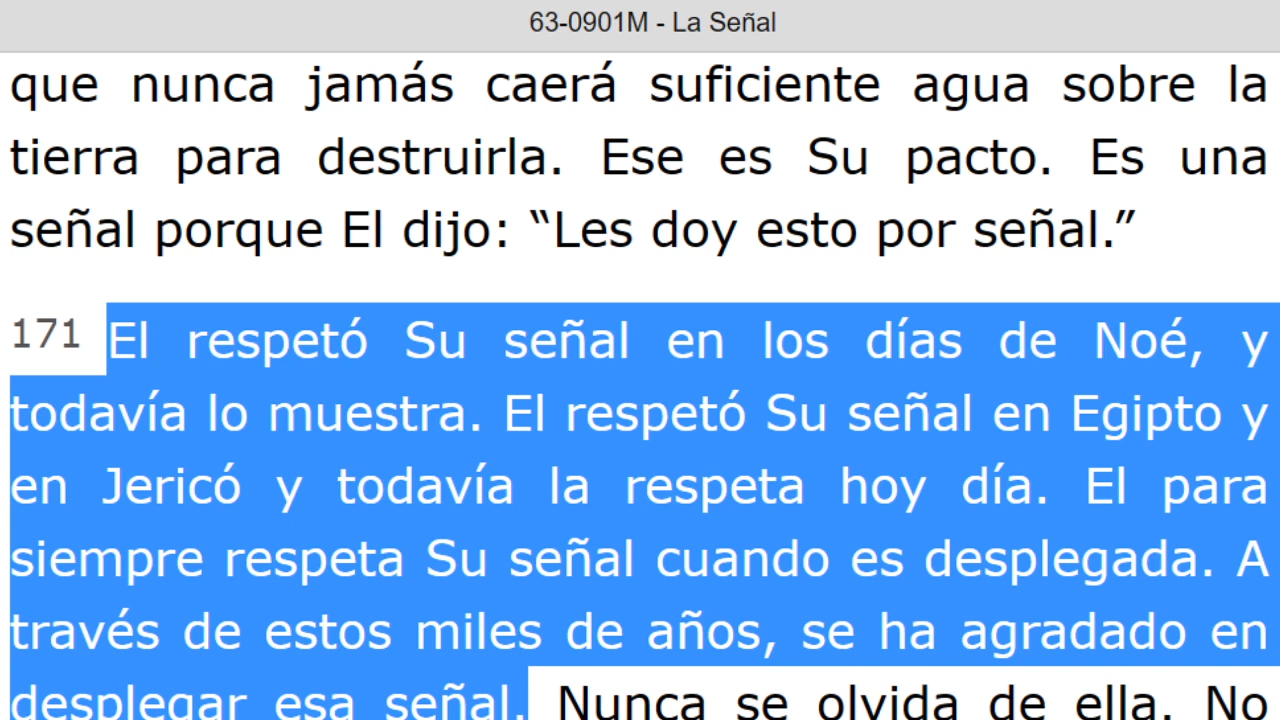 63-0901M - La Señal
que nunca jamás caerá suficiente agua sobre la
tierra para destruirla. Ese es Su pacto. Es una
señal porque El dijo: “Les doy esto por señal.”
171 El respetó Su señal en los días de Noé, y
todavía lo muestra. El respetó Su señal en Egipto y
en Jericó y todavía la respeta hoy día. El para
siempre respeta Su señal cuando es desplegada. A
través de estos miles de años, se ha agradado en
desplegar esa señal. Nunca se olvida de ella. No